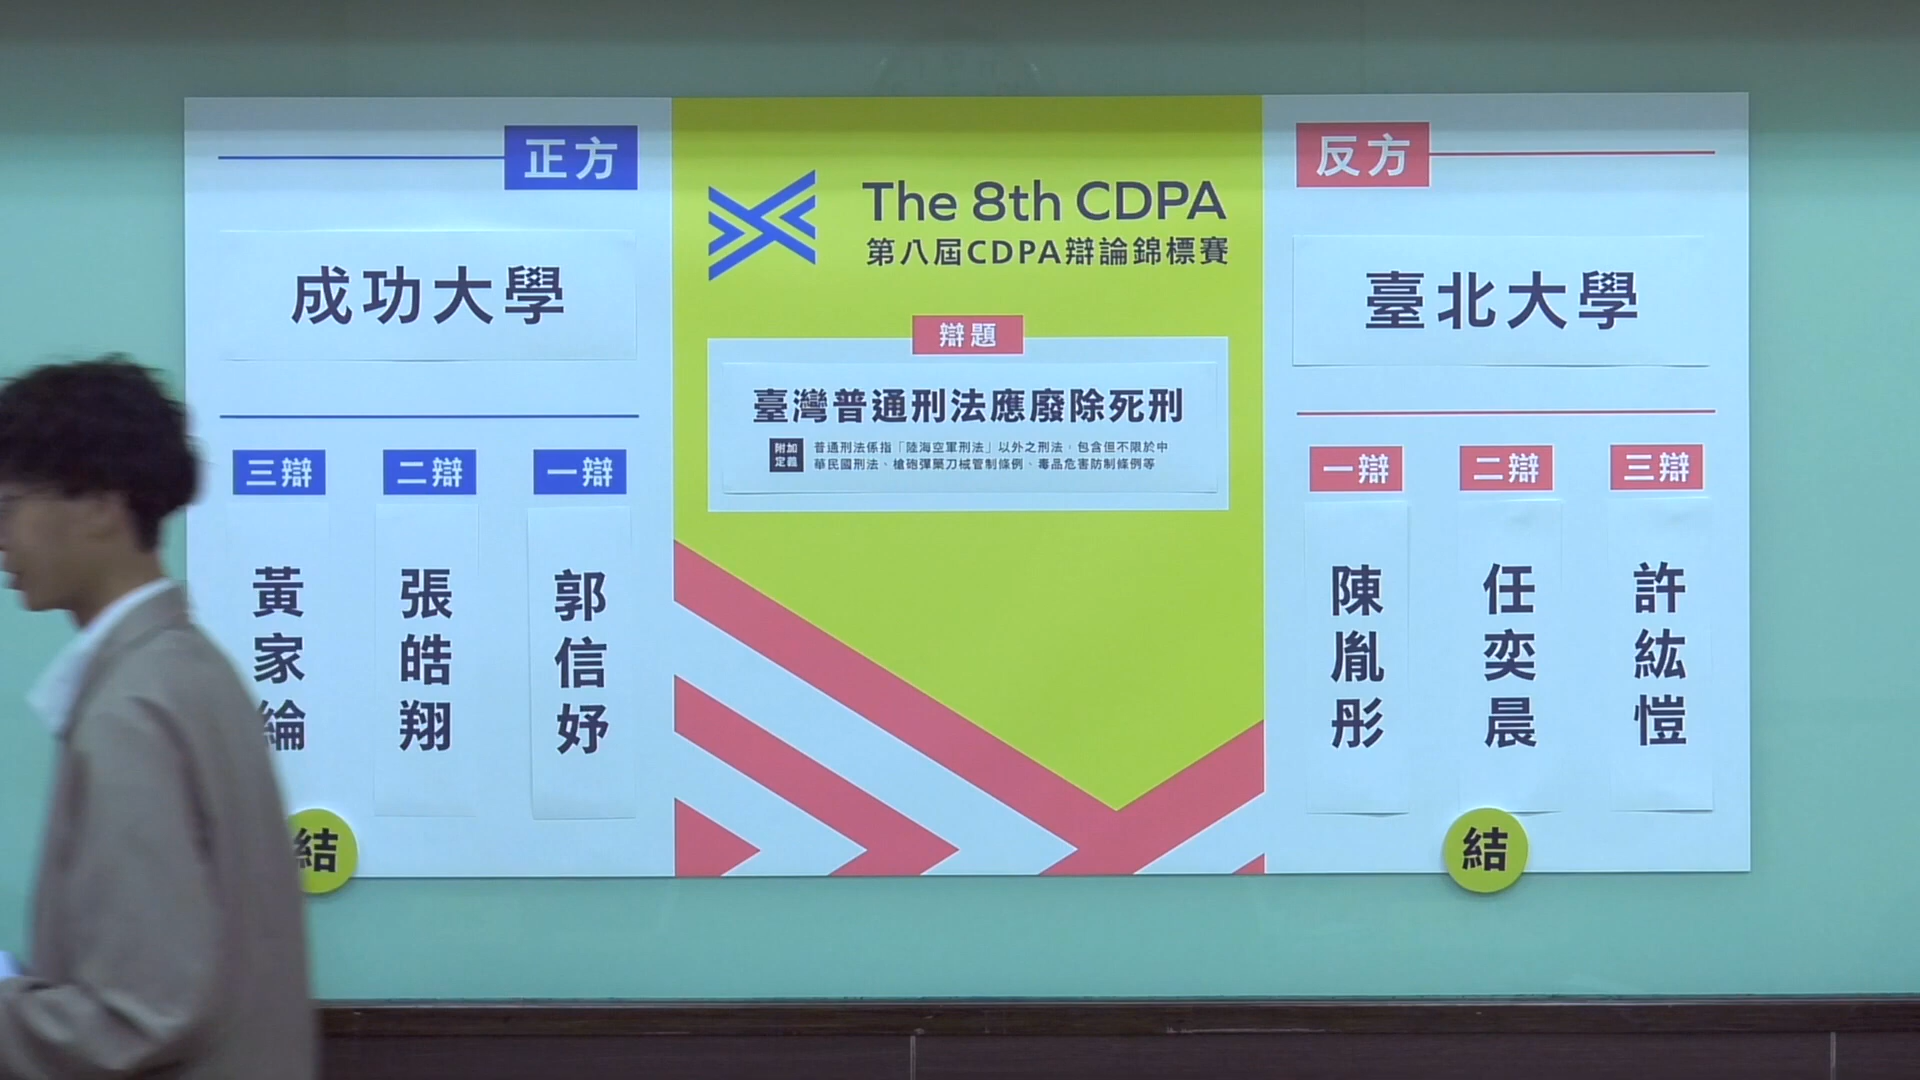 正方
成功大學
三辯
二辯
一辯
黃家綸
張皓翔
郭信妤
結
The 8th CDPA
第八屆CDPA辯論錦標賽
辯題
臺灣普通刑法應廢除死刑
附加
定義
普通刑法係指「陸海空軍刑法」以外之刑法，包含但不限於中
華民國刑法、槍砲彈藥刀械管制條例、毒品危害防制條例等
反方
臺北大學
一辯
二辯
三辯
陳胤彤
任奕晨
許紘愷
結